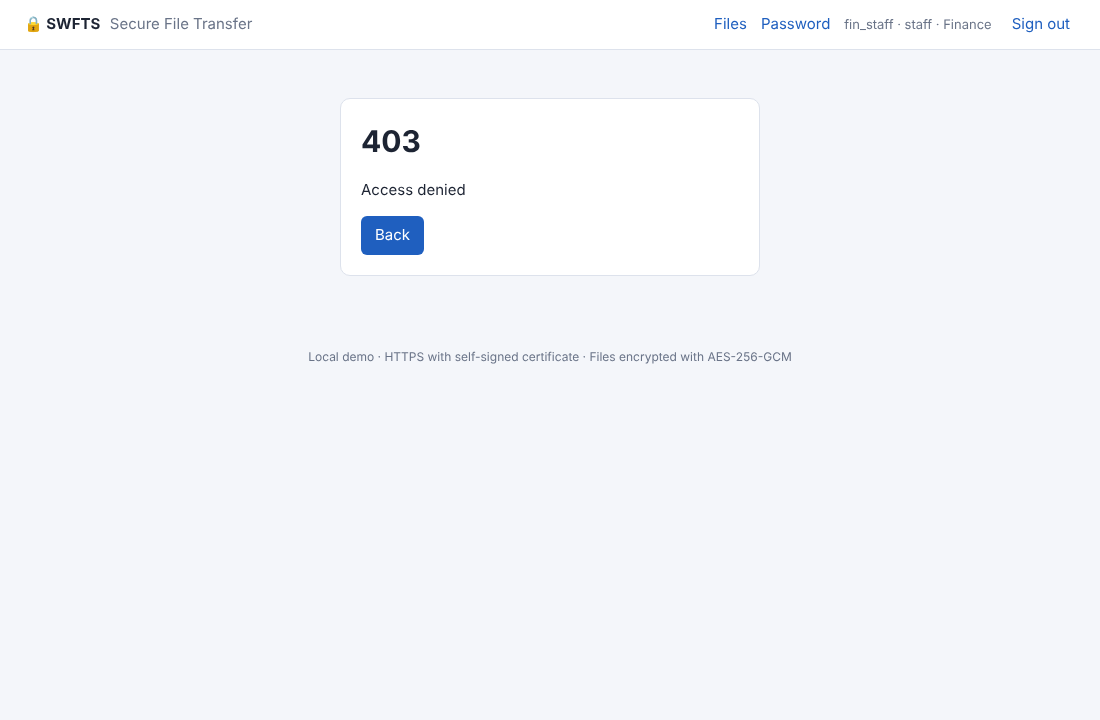 🔒 SWFTS Secure File Transfer Files Password fin_staff · staff · Finance Sign out
403
Access denied
Back
Local demo · HTTPS with self-signed certificate · Files encrypted with AES-256-GCM